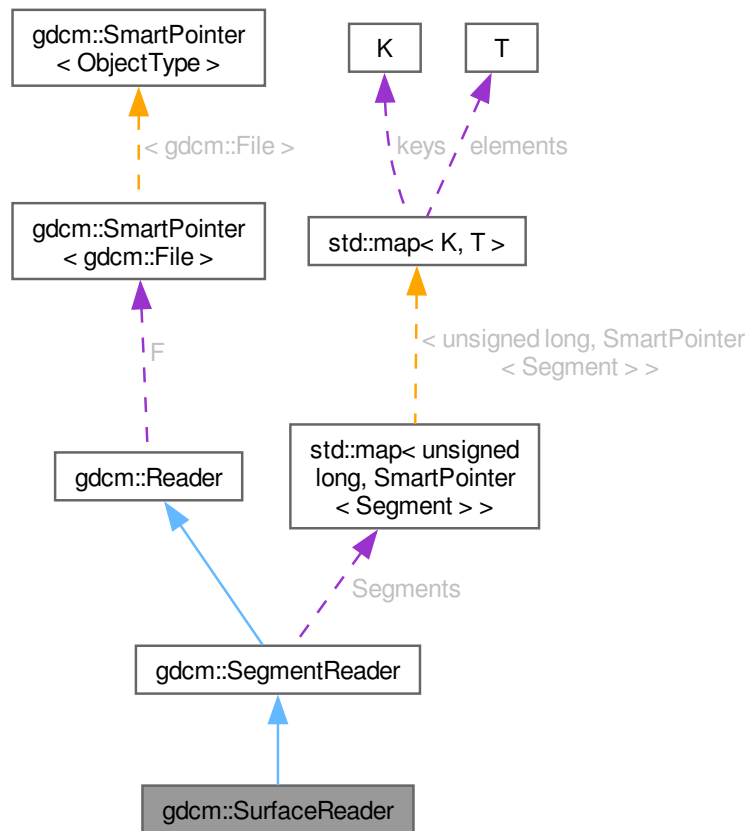 gdcm::SmartPointer
< ObjectType >
K
T
< gdcm::File >
keys
elements
gdcm::SmartPointer
< gdcm::File >
std::map< K, T >
F
< unsigned long, SmartPointer
< Segment > >
gdcm::Reader
std::map< unsigned
long, SmartPointer
< Segment > >
Segments
gdcm::SegmentReader
gdcm::SurfaceReader